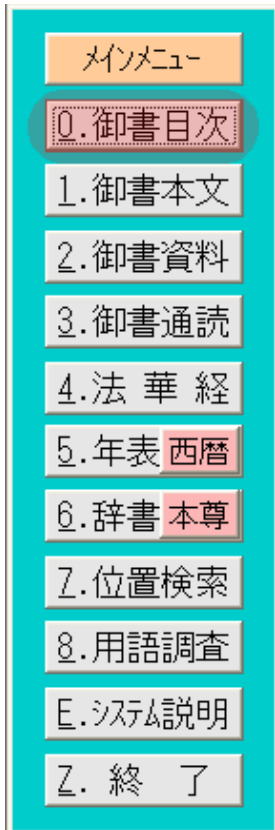 メインメニュー
0.御書目次
1.御書本文
2.御書資料
3.御書通読
4.法 華 経
5.年表 西暦
6.辞書 本尊
7.位置検索
8.用語調査
E.システム説明
Z.終 了